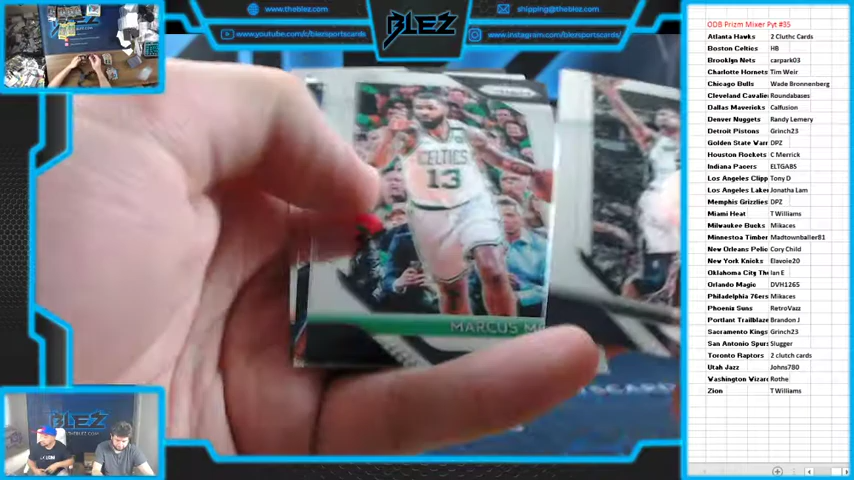 www.theblez.com
shipping@theblez.com
www.youtube.com/c/blezsportscards
www.instagram.com/blezsportscards
BLEZ
CELTICS
13
MARCUS M
BLEZ
ODB Prizm Mixer Pyt #35
Atlanta Hawks 2 Cluthc Cards
Boston Celtics HB
Brooklyn Nets carpark03
Charlotte Hornets Tim Weir
Chicago Bulls Wade Bronnenberg
Cleveland Cavalie Roundabases
Dallas Mavericks Calfusion
Denver Nuggets Randy Lemery
Detroit Pistons Grinch23
Golden State Warr DPZ
Houston Rockets C Merrick
Indiana Pacers ELTGABS
Los Angeles Clipp Tony D
Los Angeles Laker Jonatha Lam
Memphis Grizzlies DPZ
Miami Heat T Williams
Milwaukee Bucks Mikaces
Minnestoa Timber Madtownballer81
New Orleans Pelic Cory Child
New York Knicks Elavoie20
Oklahoma City Th Ian E
Orlando Magic DVH1265
Philadelphia 76ers Mikaces
Phoenix Suns RetroVazz
Portlant Trailblaze Brandon J
Sacramento Kings Grinch23
San Antonio Spurs Slugger
Toronto Raptors 2 clutch cards
Utah Jazz Johns780
Washington Wizard Rothe
Zion T Williams